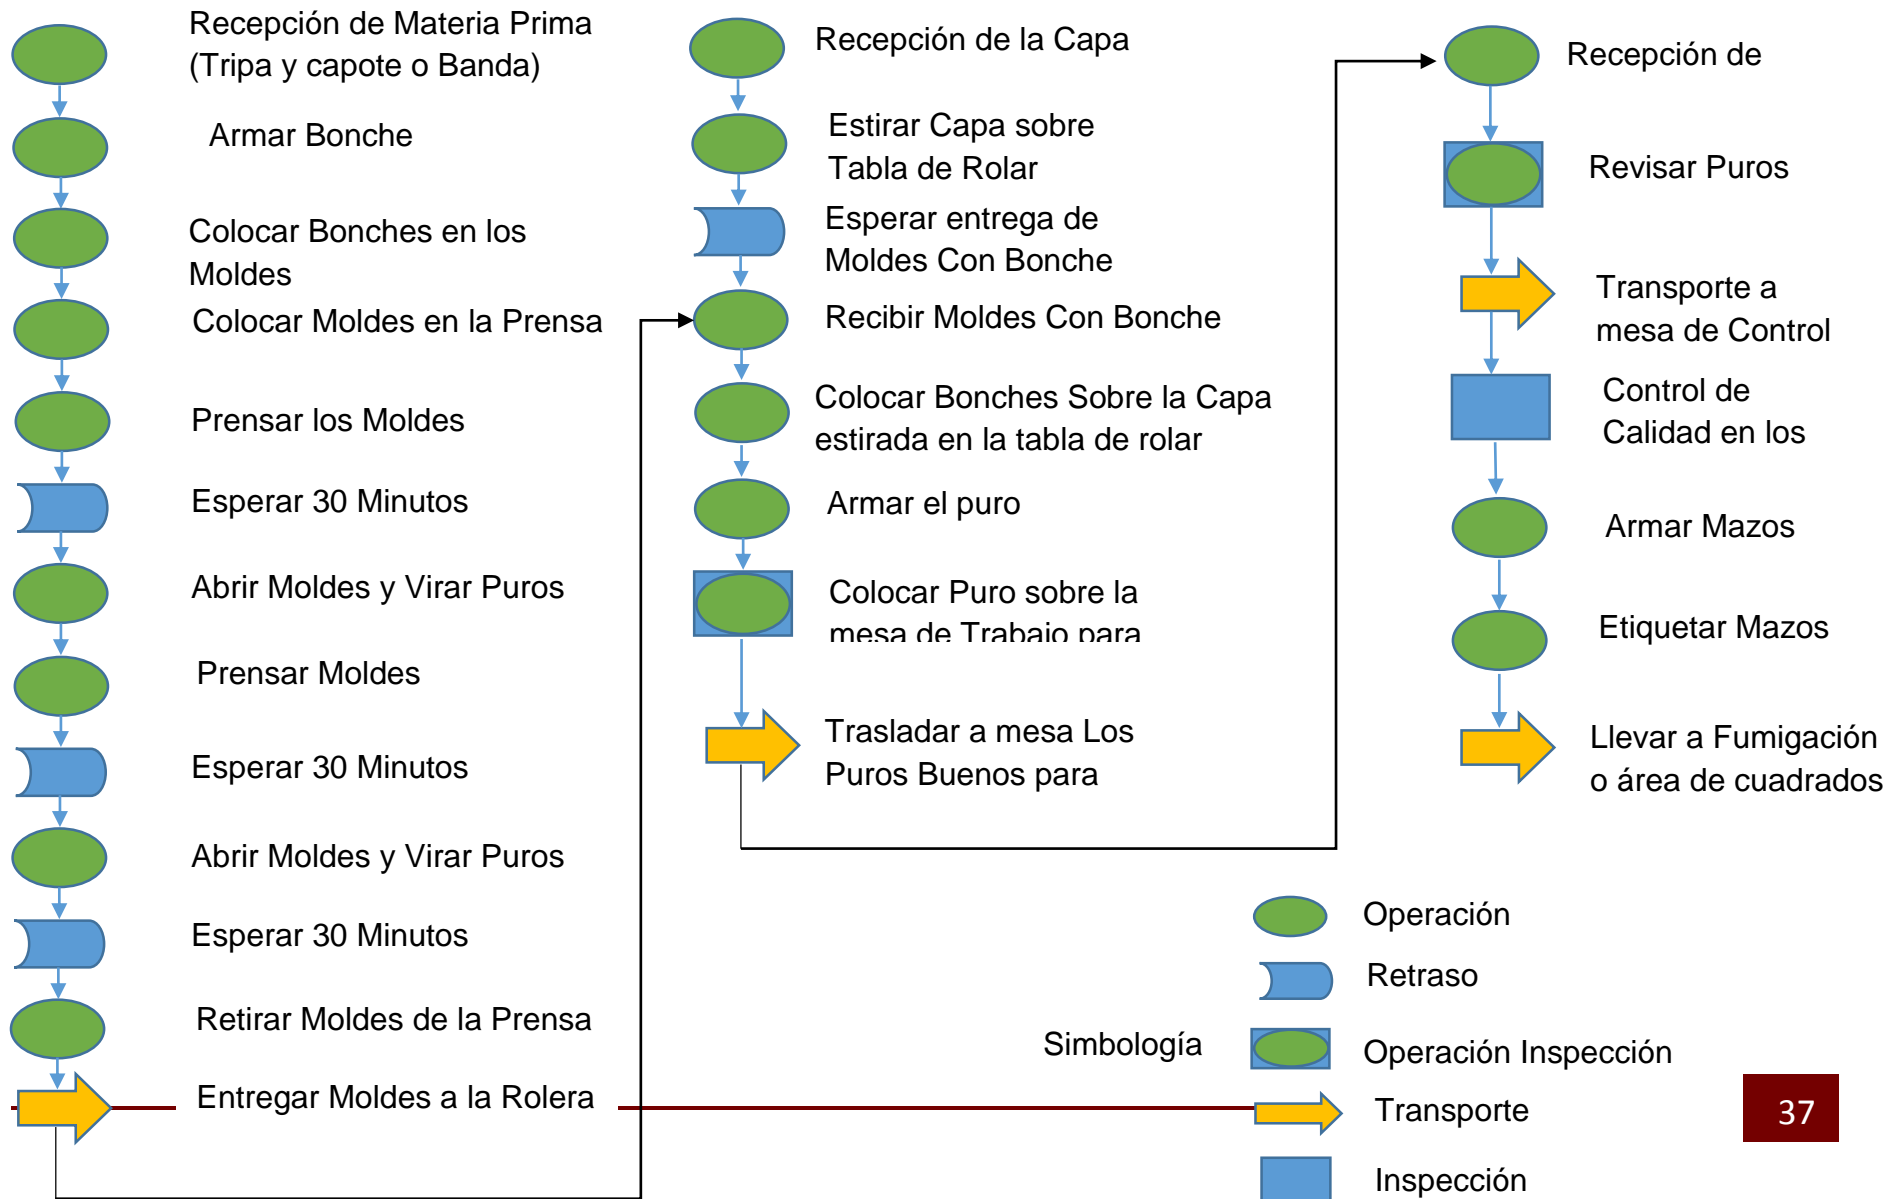 Recepción de Materia Prima
(Tripa y capote o Banda)
Armar Bonche
Colocar Bonches en los
Moldes
Colocar Moldes en la Prensa
Prensar los Moldes
Esperar 30 Minutos
Abrir Moldes y Virar Puros
Prensar Moldes
Esperar 30 Minutos
Abrir Moldes y Virar Puros
Esperar 30 Minutos
Retirar Moldes de la Prensa
Entregar Moldes a la Rolera
Recepción de la Capa
Estirar Capa sobre
Tabla de Rolar
Esperar entrega de
Moldes Con Bonche
Recibir Moldes Con Bonche
Colocar Bonches Sobre la Capa
estirada en la tabla de rolar
Armar el puro
Colocar Puro sobre la
mesa de Trabajo para
Trasladar a mesa Los
Puros Buenos para
Recepción de
Revisar Puros
Transporte a
mesa de Control
Control de
Calidad en los
Armar Mazos
Etiquetar Mazos
Llevar a Fumigación
o área de cuadrados
Simbología
Operación
Retraso
Operación Inspección
Transporte
Inspección
37